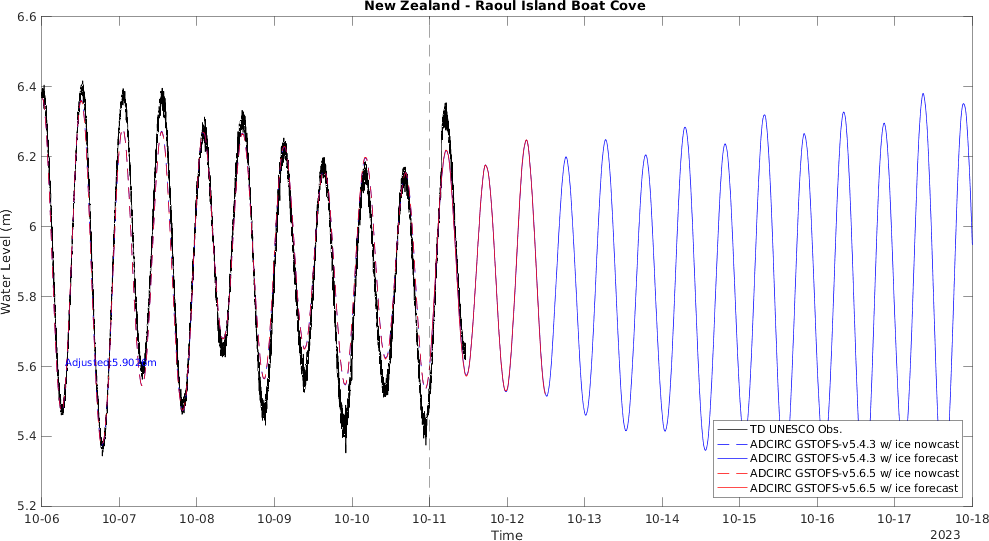 New Zealand - Raoul Island Boat Cove
6.6
6.4
6.2
6
5.8
5.6
5.4
5.2
Water Level (m)
Adjusted:5.9026m
TD UNESCO Obs.
ADCIRC GSTOFS-v5.4.3 w/ ice nowcast
ADCIRC GSTOFS-v5.4.3 w/ ice forecast
ADCIRC GSTOFS-v5.6.5 w/ ice nowcast
ADCIRC GSTOFS-v5.6.5 w/ ice forecast
10-06 10-07 10-08 10-09 10-10 10-11 10-12 10-13 10-14 10-15 10-16 10-17 10-18
Time
2023